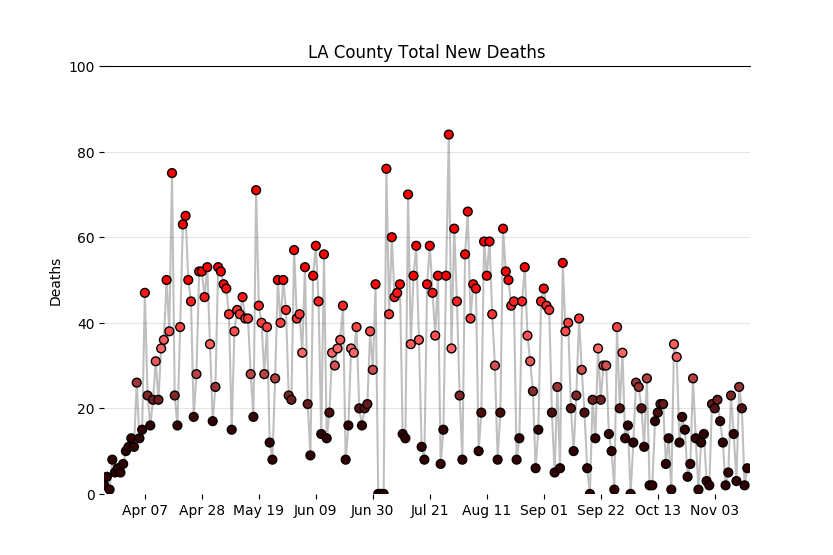 LA County Total New Deaths
100
80
60
40
20
0
Deaths
Apr 07 Apr 28 May 19 Jun 09 Jun 30 Jul 21 Aug 11 Sep 01 Sep 22 Oct 13 Nov 03